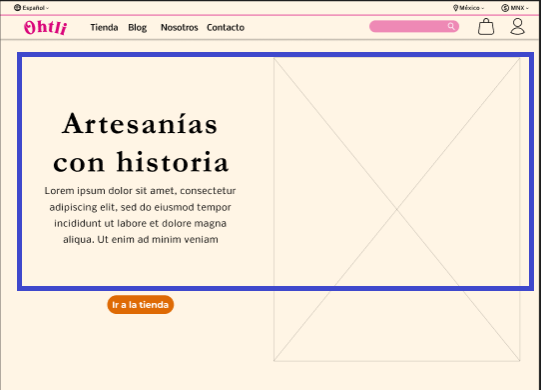 Español
México
MNX
Ohtli
Tienda Blog Nosotros Contacto
Artesanías
con historia
Lorem ipsum dolor sit amet, consectetur
adipiscing elit, sed do eiusmod tempor
incididunt ut labore et dolore magna
aliqua. Ut enim ad minim veniam
Ir a la tienda